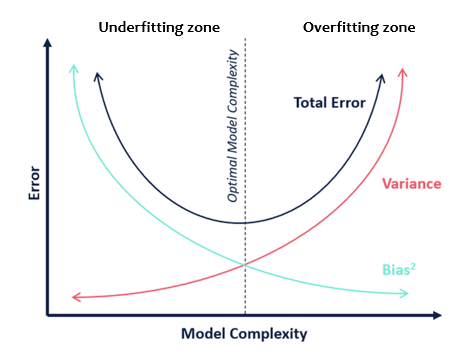 Underfitting zone
Overfitting zone
Optimal Model Complexity
Total Error
Variance
Bias²
Error
Model Complexity